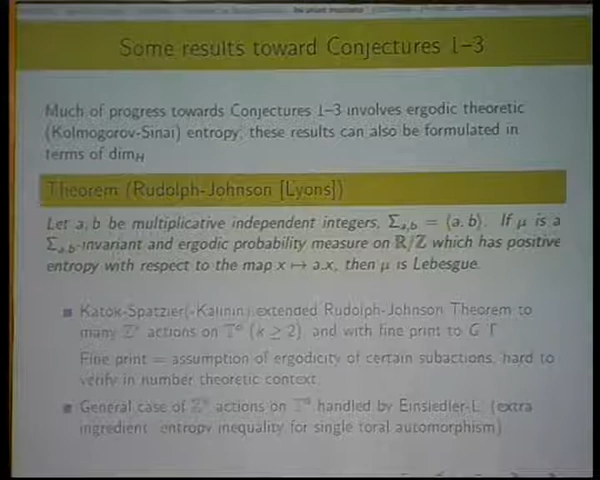 Some results toward Conjectures 1–3
Much of progress towards Conjectures 1–3 involves ergodic theoretic
(Kolmogorov-Sinai) entropy; these results can also be formulated in
terms of dim_H
Theorem (Rudolph-Johnson [Lyons])
Let a, b be multiplicative independent integers, Σ_{a,b} = ⟨a, b⟩. If μ is a
Σ_{a,b}-invariant and ergodic probability measure on ℝ/ℤ which has positive
entropy with respect to the map x ↦ a.x, then μ is Lebesgue.
Katok-Spatzier(-Kalinin) extended Rudolph-Johnson Theorem to
many actions on (k ≥ 2), and with fine print to G Γ
Fine print = assumption of ergodicity of certain subactions, hard to
verify in number theoretic context.
General case of actions on handled by Einsiedler-L. (extra
ingredient entropy inequality for single toral automorphism)